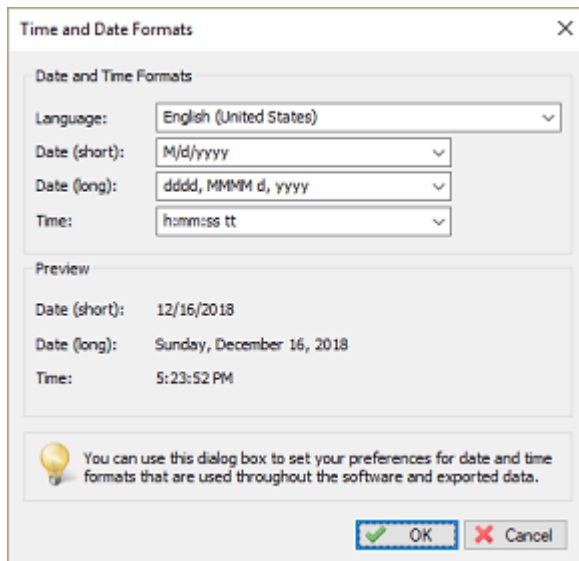 Time and Date Formats
Date and Time Formats
Language: English (United States)
Date (short): M/d/yyyy
Date (long): dddd, MMMM d, yyyy
Time: h:mm:ss tt
Preview
Date (short): 12/16/2018
Date (long): Sunday, December 16, 2018
Time: 5:23:52 PM
You can use this dialog box to set your preferences for date and time
formats that are used throughout the software and exported data.
OK Cancel